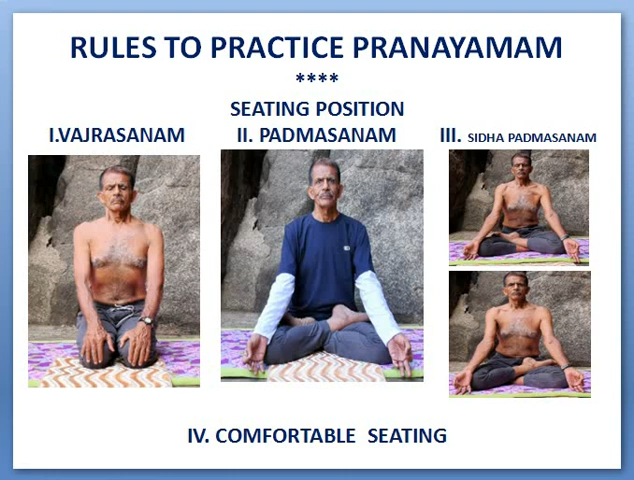 RULES TO PRACTICE PRANAYAMAM
****
SEATING POSITION
I.VAJRASANAM
II. PADMASANAM
III. SIDHA PADMASANAM
IV. COMFORTABLE SEATING